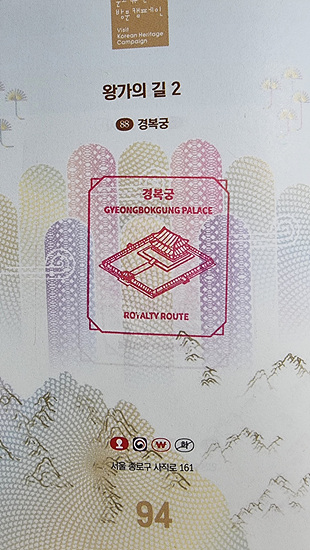 Visit
Korean Heritage
Campaign
왕가의 길 2
88 경복궁
경복궁
GYEONGBOKGUNG PALACE
ROYALTY ROUTE
서울 종로구 사직로 161
94